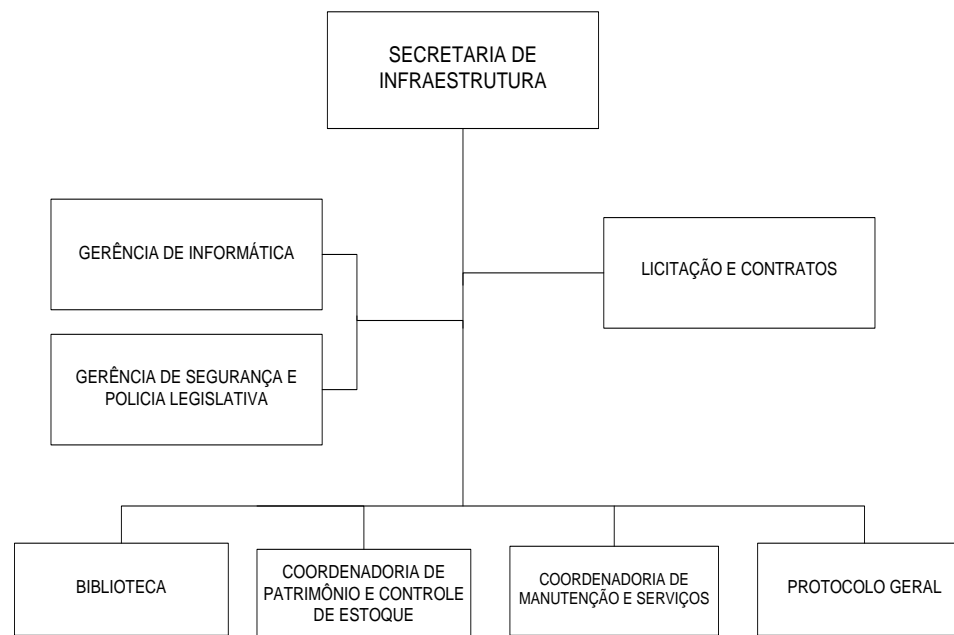 SECRETARIA DE
INFRAESTRUTURA
GERÊNCIA DE INFORMÁTICA
LICITAÇÃO E CONTRATOS
GERÊNCIA DE SEGURANÇA E
POLICIA LEGISLATIVA
BIBLIOTECA
COORDENADORIA DE
PATRIMÔNIO E CONTROLE
DE ESTOQUE
COORDENADORIA DE
MANUTENÇÃO E SERVIÇOS
PROTOCOLO GERAL